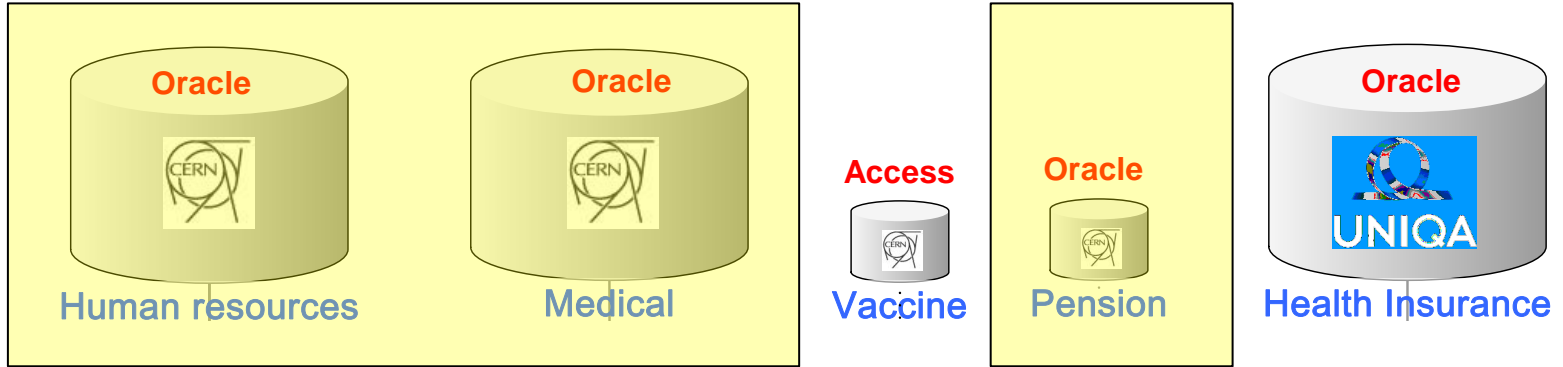 Oracle
CERN
Human resources
Oracle
CERN
Medical
Access
CERN
Vaccine
Oracle
CERN
Pension
Oracle
UNIQA
Health Insurance